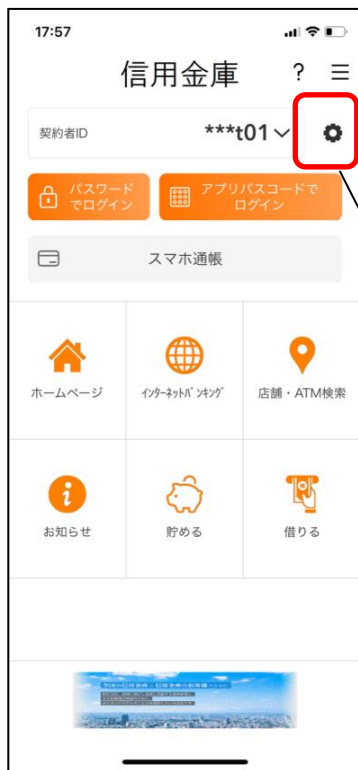 17:57
信用金庫 ?
契約者ID ***t01
パスワード
でログイン
アプリパスコードで
ログイン
スマホ通帳
ホームページ
インターネットバンキング
店舗・ATM検索
お知らせ
貯める
借りる